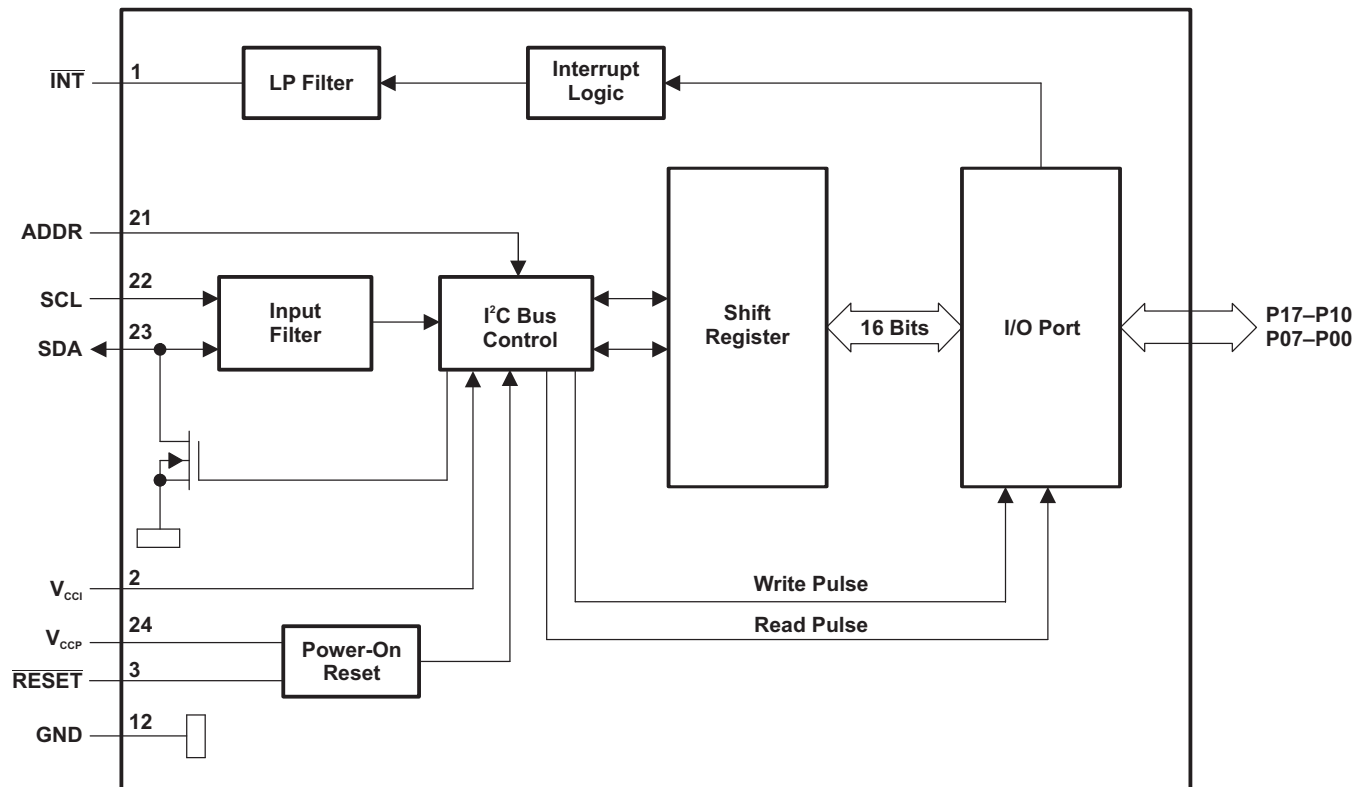 INT
1
LP Filter
Interrupt
Logic
ADDR
21
SCL
22
SDA
23
Input
Filter
I²C Bus
Control
Shift
Register
16 Bits
I/O Port
P17–P10
P07–P00
VCCI
2
Write Pulse
VCCP
24
Read Pulse
RESET
3
Power-On
Reset
GND
12